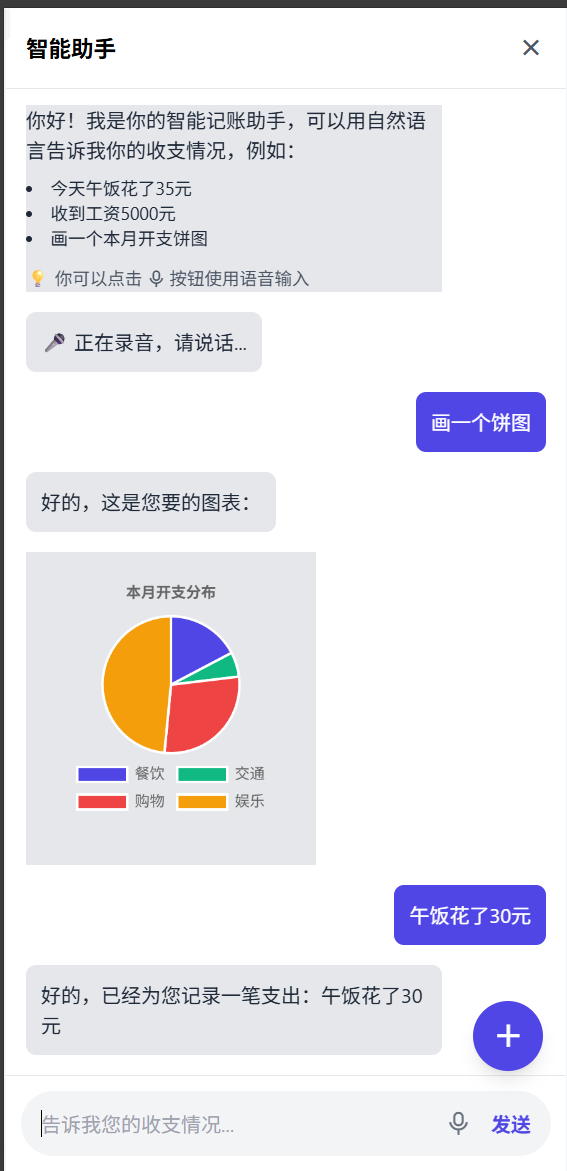 智能助手
你好！我是你的智能记账助手，可以用自然语
言告诉我你的收支情况，例如：
今天午饭花了35元
收到工资5000元
画一个本月开支饼图
你可以点击 按钮使用语音输入
正在录音，请说话...
画一个饼图
好的，这是您要的图表：
本月开支分布
餐饮 交通
购物 娱乐
午饭花了30元
好的，已经为您记录一笔支出：午饭花了30
元
告诉我您的收支情况... 发送